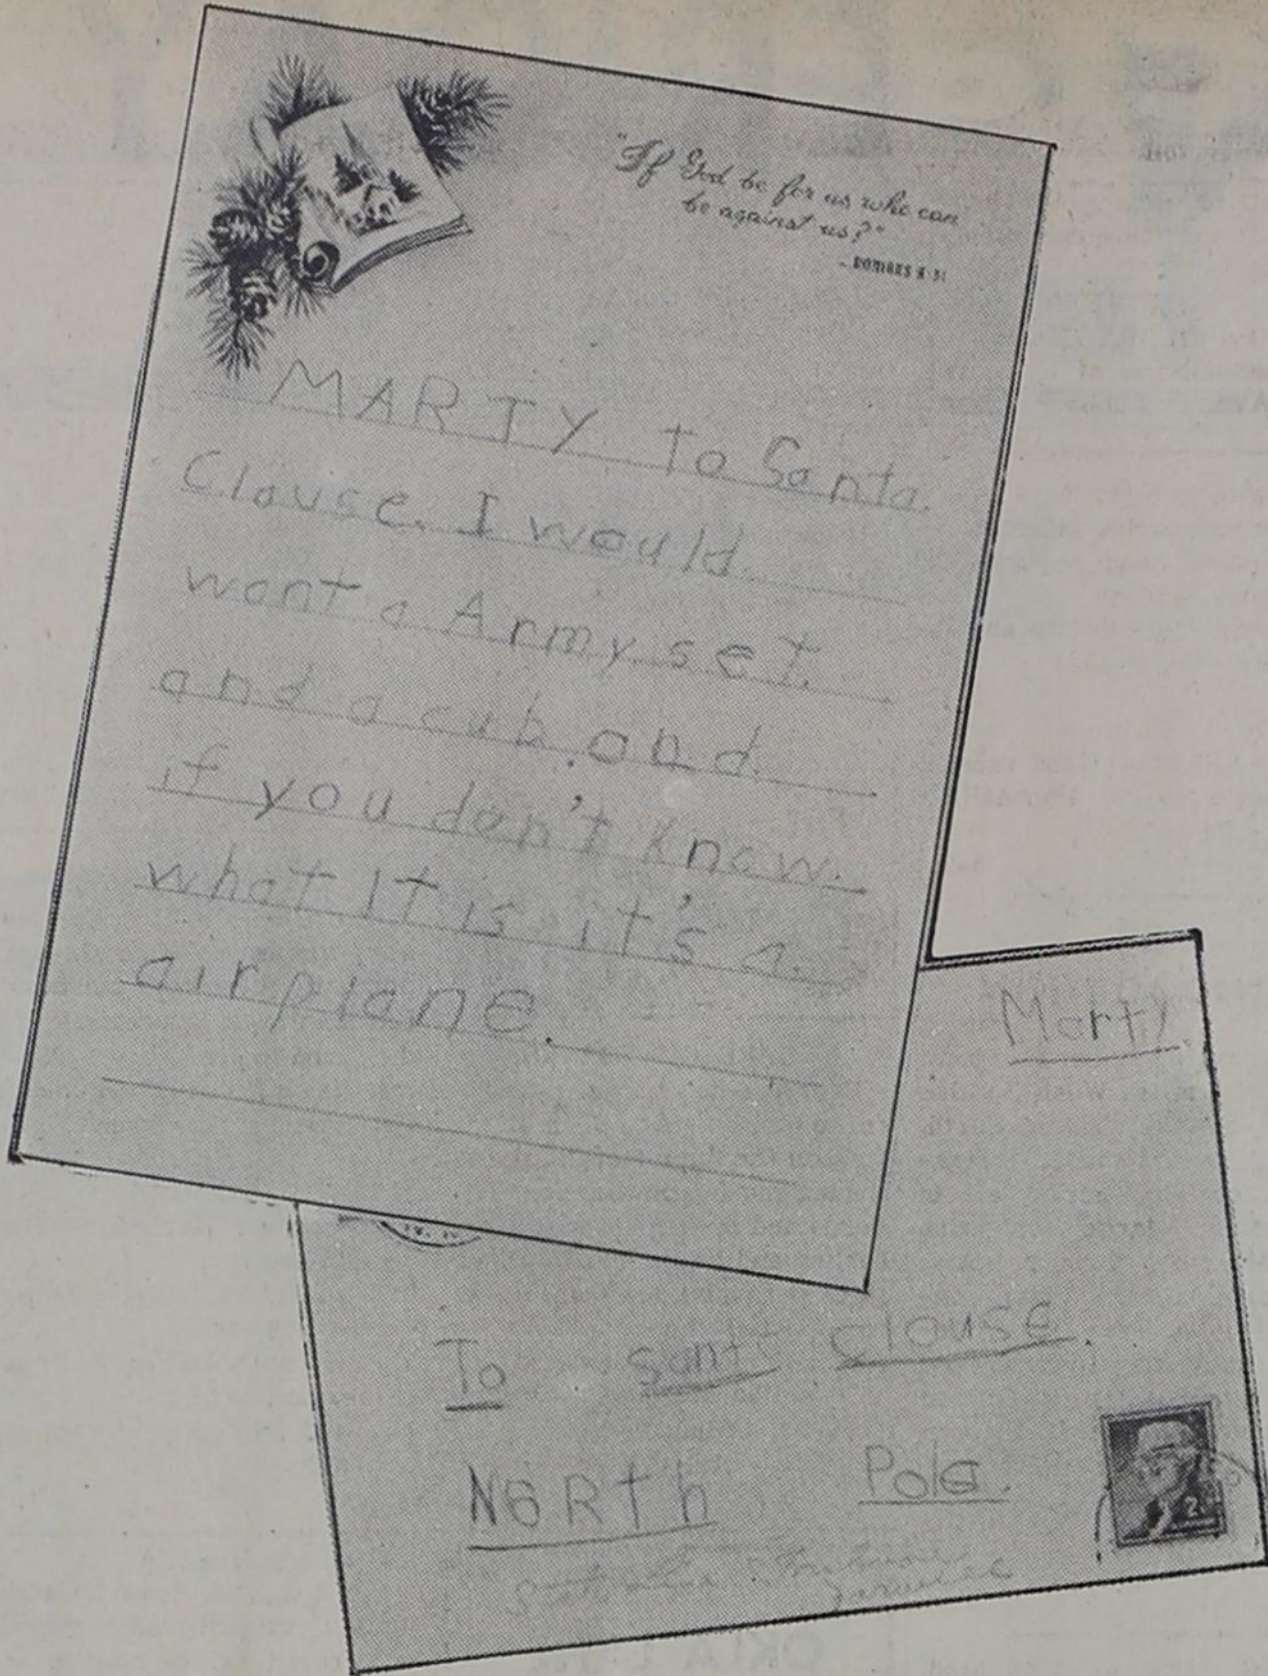 "If God be for us who can
be against us?"
—ROMANS 8:31
MARTY To Santa
Clause. I would
want a Army set
and a cub and
if you don't know
what It is it's a
airplane.
Marty
To Santa Clause.
NORth Pole.
2¢